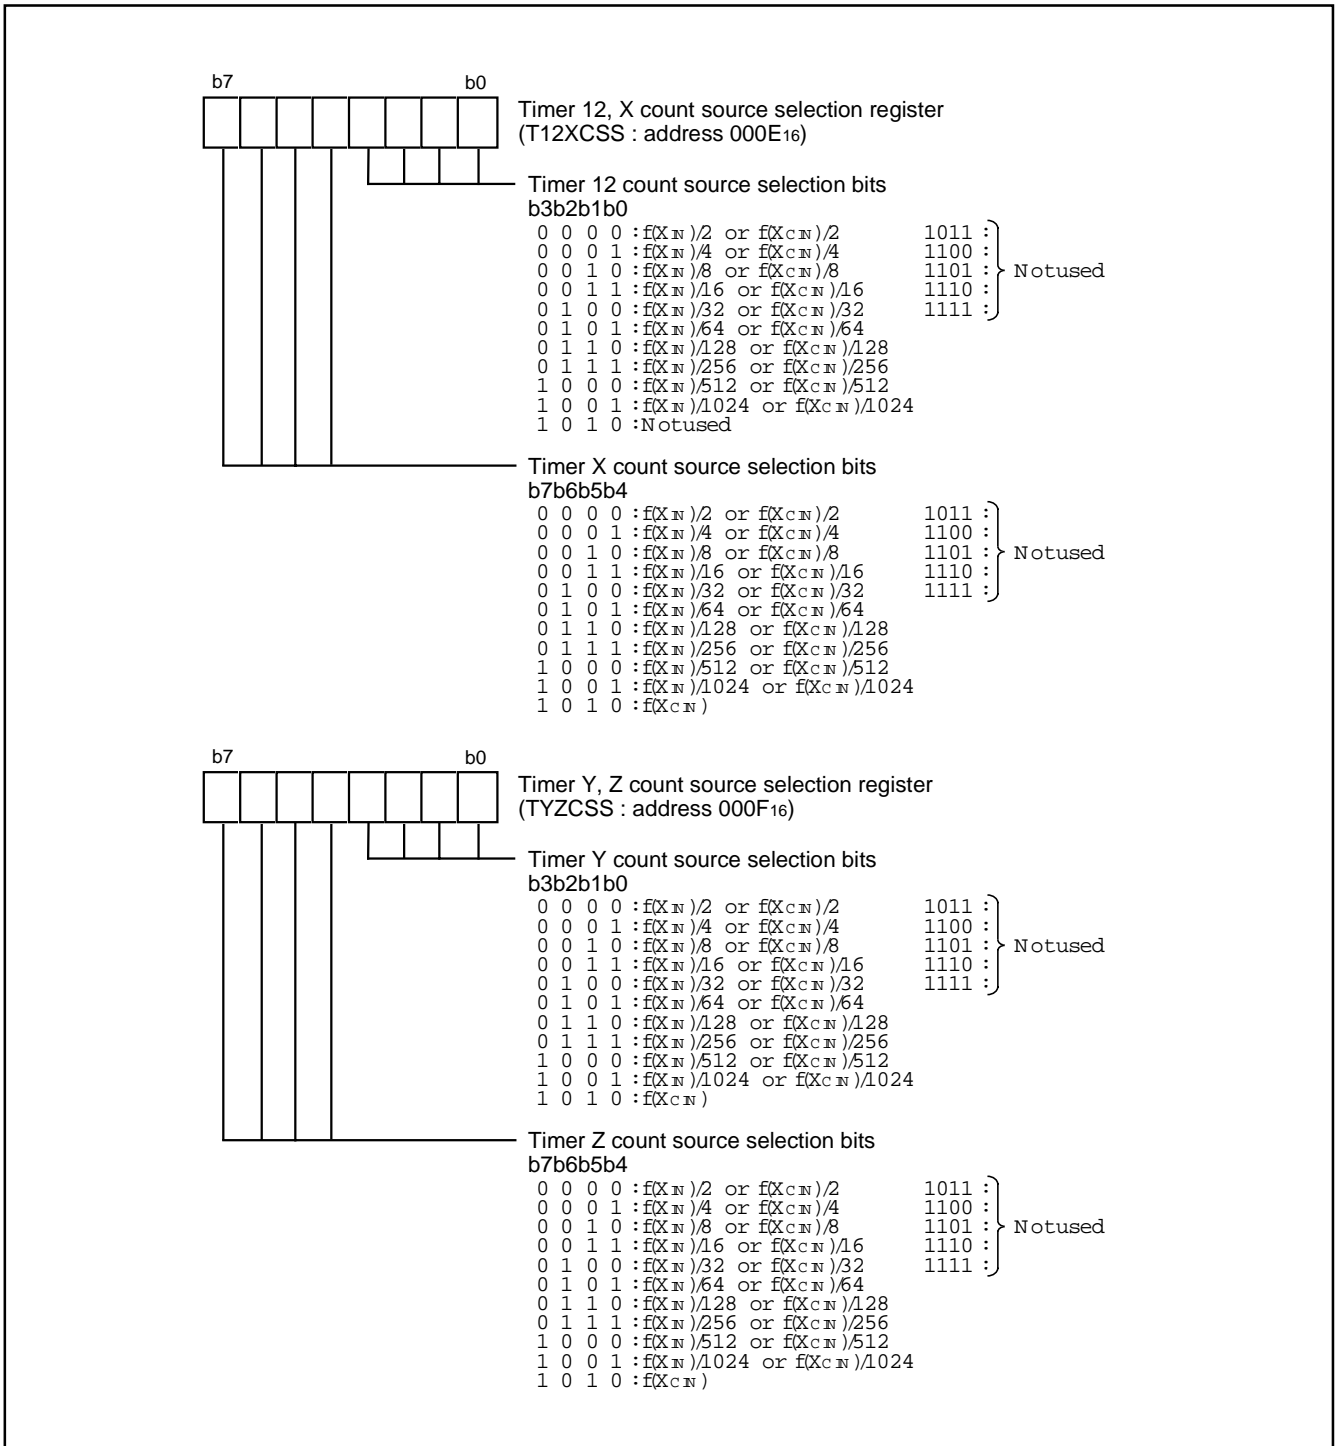 b7 b0
Timer 12, X count source selection register
(T12XCSS : address 000E16)
Timer 12 count source selection bits
b3b2b1b0
0 0 0 0 :f(XIN)/2 or f(XCIN)/2 1011 :
0 0 0 1 :f(XIN)/4 or f(XCIN)/4 1100 :
0 0 1 0 :f(XIN)/8 or f(XCIN)/8 1101 : Notused
0 0 1 1 :f(XIN)/16 or f(XCIN)/16 1110 :
0 1 0 0 :f(XIN)/32 or f(XCIN)/32 1111 :
0 1 0 1 :f(XIN)/64 or f(XCIN)/64
0 1 1 0 :f(XIN)/128 or f(XCIN)/128
0 1 1 1 :f(XIN)/256 or f(XCIN)/256
1 0 0 0 :f(XIN)/512 or f(XCIN)/512
1 0 0 1 :f(XIN)/1024 or f(XCIN)/1024
1 0 1 0 :Notused
Timer X count source selection bits
b7b6b5b4
0 0 0 0 :f(XIN)/2 or f(XCIN)/2 1011 :
0 0 0 1 :f(XIN)/4 or f(XCIN)/4 1100 :
0 0 1 0 :f(XIN)/8 or f(XCIN)/8 1101 : Notused
0 0 1 1 :f(XIN)/16 or f(XCIN)/16 1110 :
0 1 0 0 :f(XIN)/32 or f(XCIN)/32 1111 :
0 1 0 1 :f(XIN)/64 or f(XCIN)/64
0 1 1 0 :f(XIN)/128 or f(XCIN)/128
0 1 1 1 :f(XIN)/256 or f(XCIN)/256
1 0 0 0 :f(XIN)/512 or f(XCIN)/512
1 0 0 1 :f(XIN)/1024 or f(XCIN)/1024
1 0 1 0 :f(XCIN)
b7 b0
Timer Y, Z count source selection register
(TYZCSS : address 000F16)
Timer Y count source selection bits
b3b2b1b0
0 0 0 0 :f(XIN)/2 or f(XCIN)/2 1011 :
0 0 0 1 :f(XIN)/4 or f(XCIN)/4 1100 :
0 0 1 0 :f(XIN)/8 or f(XCIN)/8 1101 : Notused
0 0 1 1 :f(XIN)/16 or f(XCIN)/16 1110 :
0 1 0 0 :f(XIN)/32 or f(XCIN)/32 1111 :
0 1 0 1 :f(XIN)/64 or f(XCIN)/64
0 1 1 0 :f(XIN)/128 or f(XCIN)/128
0 1 1 1 :f(XIN)/256 or f(XCIN)/256
1 0 0 0 :f(XIN)/512 or f(XCIN)/512
1 0 0 1 :f(XIN)/1024 or f(XCIN)/1024
1 0 1 0 :f(XCIN)
Timer Z count source selection bits
b7b6b5b4
0 0 0 0 :f(XIN)/2 or f(XCIN)/2 1011 :
0 0 0 1 :f(XIN)/4 or f(XCIN)/4 1100 :
0 0 1 0 :f(XIN)/8 or f(XCIN)/8 1101 : Notused
0 0 1 1 :f(XIN)/16 or f(XCIN)/16 1110 :
0 1 0 0 :f(XIN)/32 or f(XCIN)/32 1111 :
0 1 0 1 :f(XIN)/64 or f(XCIN)/64
0 1 1 0 :f(XIN)/128 or f(XCIN)/128
0 1 1 1 :f(XIN)/256 or f(XCIN)/256
1 0 0 0 :f(XIN)/512 or f(XCIN)/512
1 0 0 1 :f(XIN)/1024 or f(XCIN)/1024
1 0 1 0 :f(XCIN)